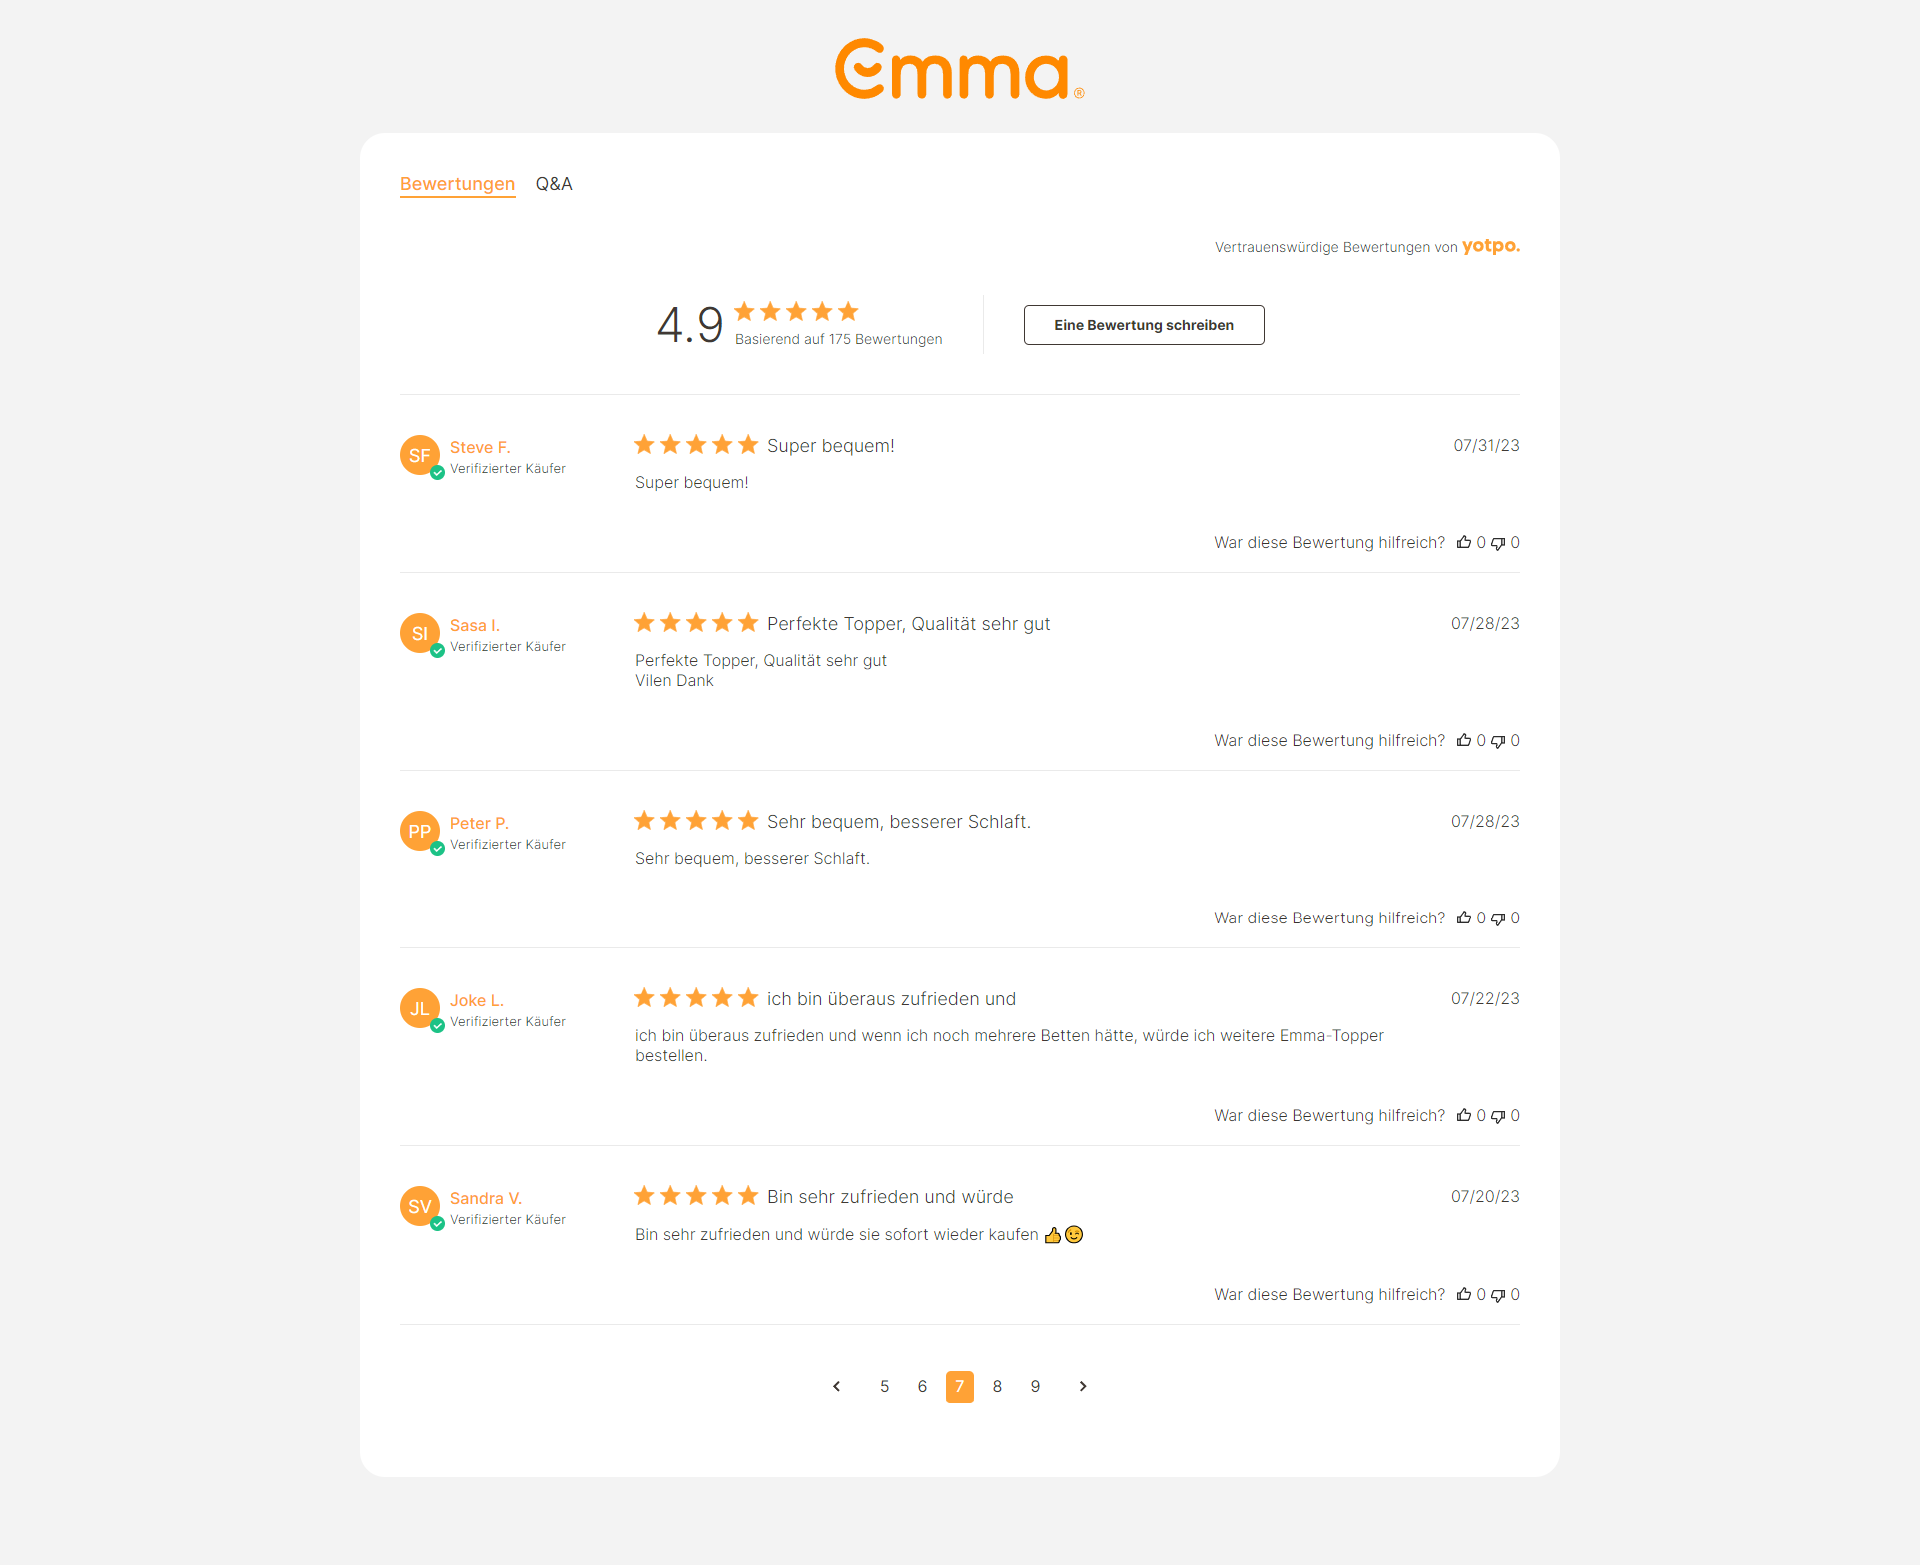 emma®
Bewertungen Q&A
Vertrauenswürdige Bewertungen von yotpo.
4.9
Basierend auf 175 Bewertungen
Eine Bewertung schreiben
SF
Steve F.
Verifizierter Käufer
Super bequem!
07/31/23
Super bequem!
War diese Bewertung hilfreich? 0 0
SI
Sasa I.
Verifizierter Käufer
Perfekte Topper, Qualität sehr gut
07/28/23
Perfekte Topper, Qualität sehr gut
Vilen Dank
War diese Bewertung hilfreich? 0 0
PP
Peter P.
Verifizierter Käufer
Sehr bequem, besserer Schlaft.
07/28/23
Sehr bequem, besserer Schlaft.
War diese Bewertung hilfreich? 0 0
JL
Joke L.
Verifizierter Käufer
ich bin überaus zufrieden und
07/22/23
ich bin überaus zufrieden und wenn ich noch mehrere Betten hätte, würde ich weitere Emma-Topper
bestellen.
War diese Bewertung hilfreich? 0 0
SV
Sandra V.
Verifizierter Käufer
Bin sehr zufrieden und würde
07/20/23
Bin sehr zufrieden und würde sie sofort wieder kaufen 👍😉
War diese Bewertung hilfreich? 0 0
5 6 7 8 9